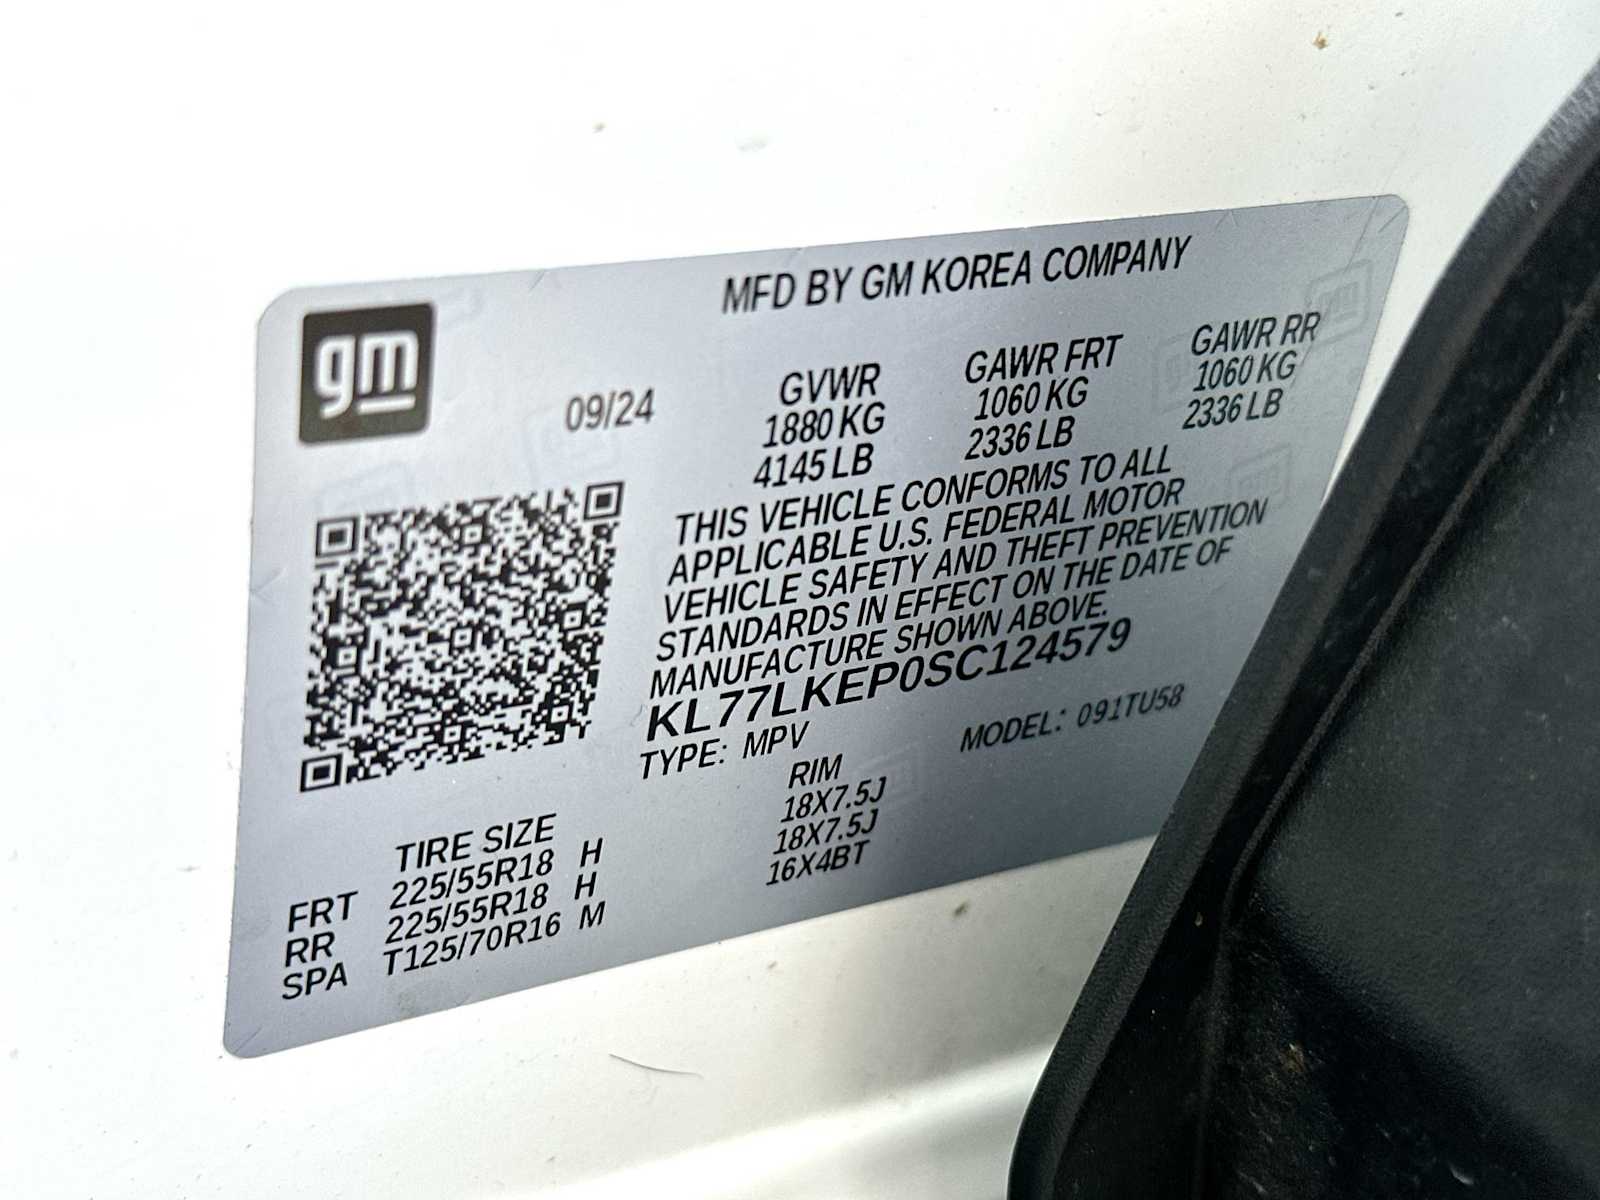 MFD BY GM KOREA COMPANY
gm
09/24
GVWR GAWR FRT GAWR RR
1880 KG 1060 KG 1060 KG
4145 LB 2336 LB 2336 LB
THIS VEHICLE CONFORMS TO ALL
APPLICABLE U.S. FEDERAL MOTOR
VEHICLE SAFETY AND THEFT PREVENTION
STANDARDS IN EFFECT ON THE DATE OF
MANUFACTURE SHOWN ABOVE.
KL77LKEP0SC124579
TYPE: MPV MODEL: 091TU58
TIRE SIZE RIM
FRT 225/55R18 H 18X7.5J
RR 225/55R18 H 18X7.5J
SPA T125/70R16 M 16X4BT